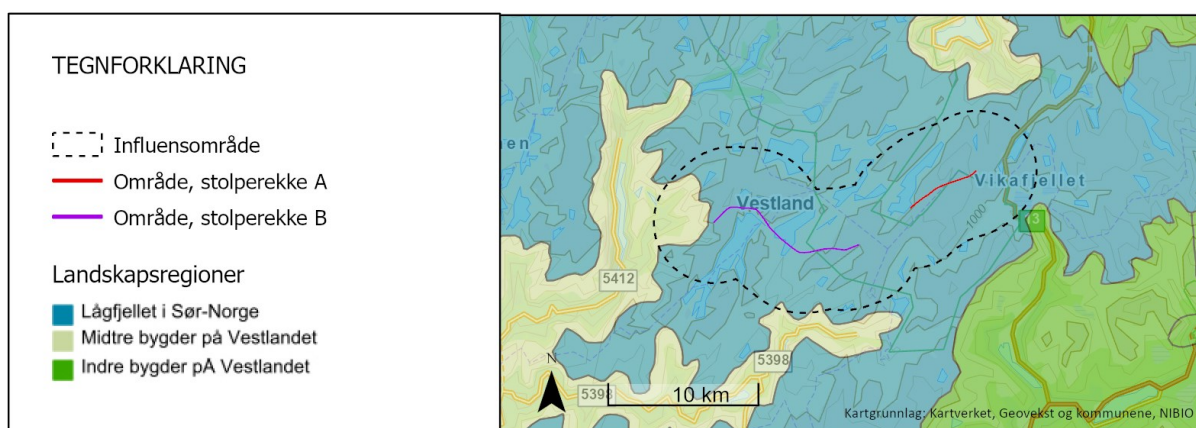 TEGNFORKLARING
Influensområde
Område, stolperekke A
Område, stolperekke B
Landskapsregioner
Lågfjellet i Sør-Norge
Midtre bygder på Vestlandet
Indre bygder pÅ Vestlandet
en
Vikafjellet
Vestland
1000
5412
5398
5398
N
10 km
Kartgrunnlag: Kartverket, Geovekst og kommunene, NIBIO